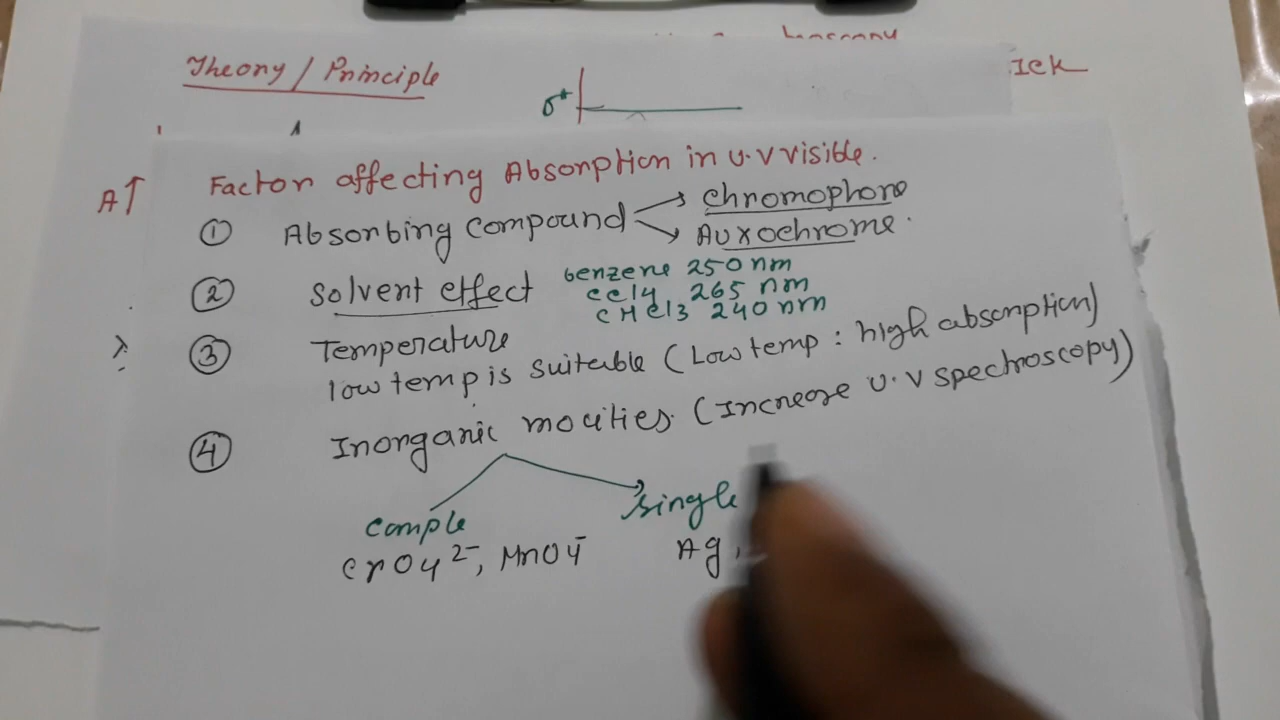 Theory / Principle
ICK
σ*
Factor affecting Absorption in U.V visible.
A↑
① Absorbing compound → chromophore
→ Auxochrome.
② Solvent effect benzene 250 nm
CCl4 265 nm
CHCl3 240 nm
λ
③ Temperature
low temp is suitable (Low temp : high absorption)
④ Inorganic mocities. (Increase U.V spectroscopy)
comple single
CrO4 2-, MnO4- Ag,